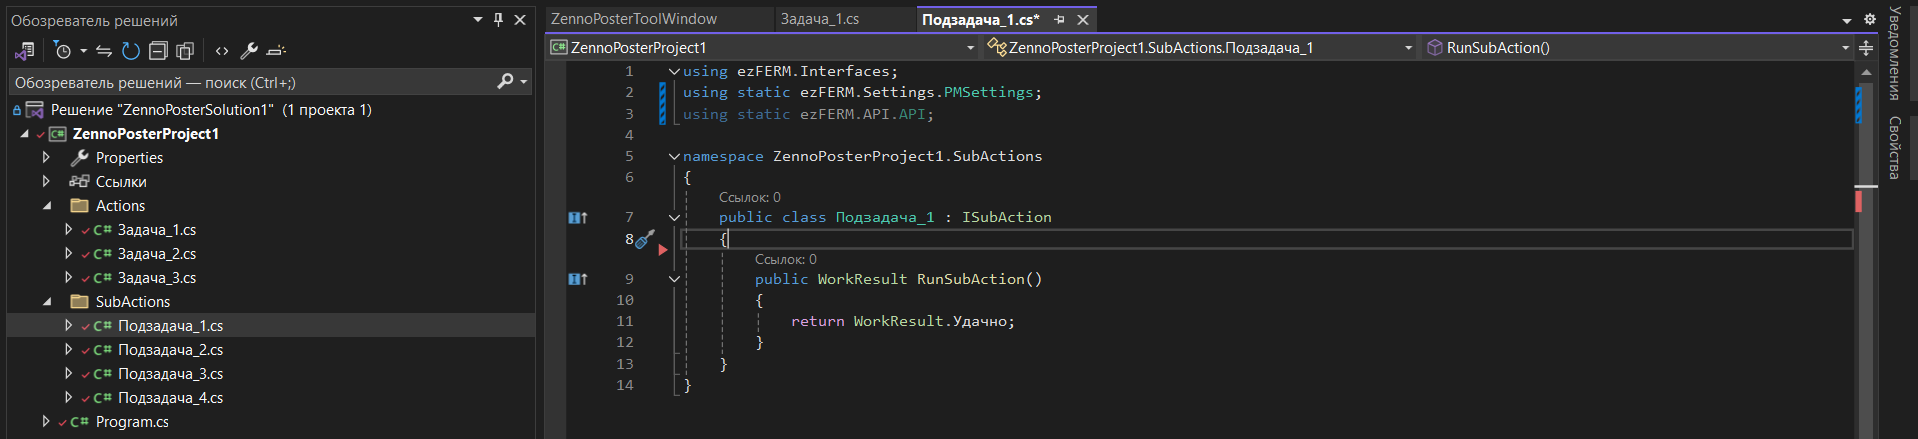 Обозреватель решений
Обозреватель решений — поиск (Ctrl+;)
Решение "ZennoPosterSolution1" (1 проекта 1)
ZennoPosterProject1
Properties
Ссылки
Actions
C# Задача_1.cs
C# Задача_2.cs
C# Задача_3.cs
SubActions
C# Подзадача_1.cs
C# Подзадача_2.cs
C# Подзадача_3.cs
C# Подзадача_4.cs
C# Program.cs
ZennoPosterToolWindow Задача_1.cs Подзадача_1.cs*
C# ZennoPosterProject1 ZennoPosterProject1.SubActions.Подзадача_1 RunSubAction()
1 using ezFERM.Interfaces;
2 using static ezFERM.Settings.PMSettings;
3 using static ezFERM.API.API;
4
5 namespace ZennoPosterProject1.SubActions
6 {
Ссылок: 0
7 public class Подзадача_1 : ISubAction
8 {
Ссылок: 0
9 public WorkResult RunSubAction()
10 {
11 return WorkResult.Удачно;
12 }
13 }
14 }
Уведомления
Свойства